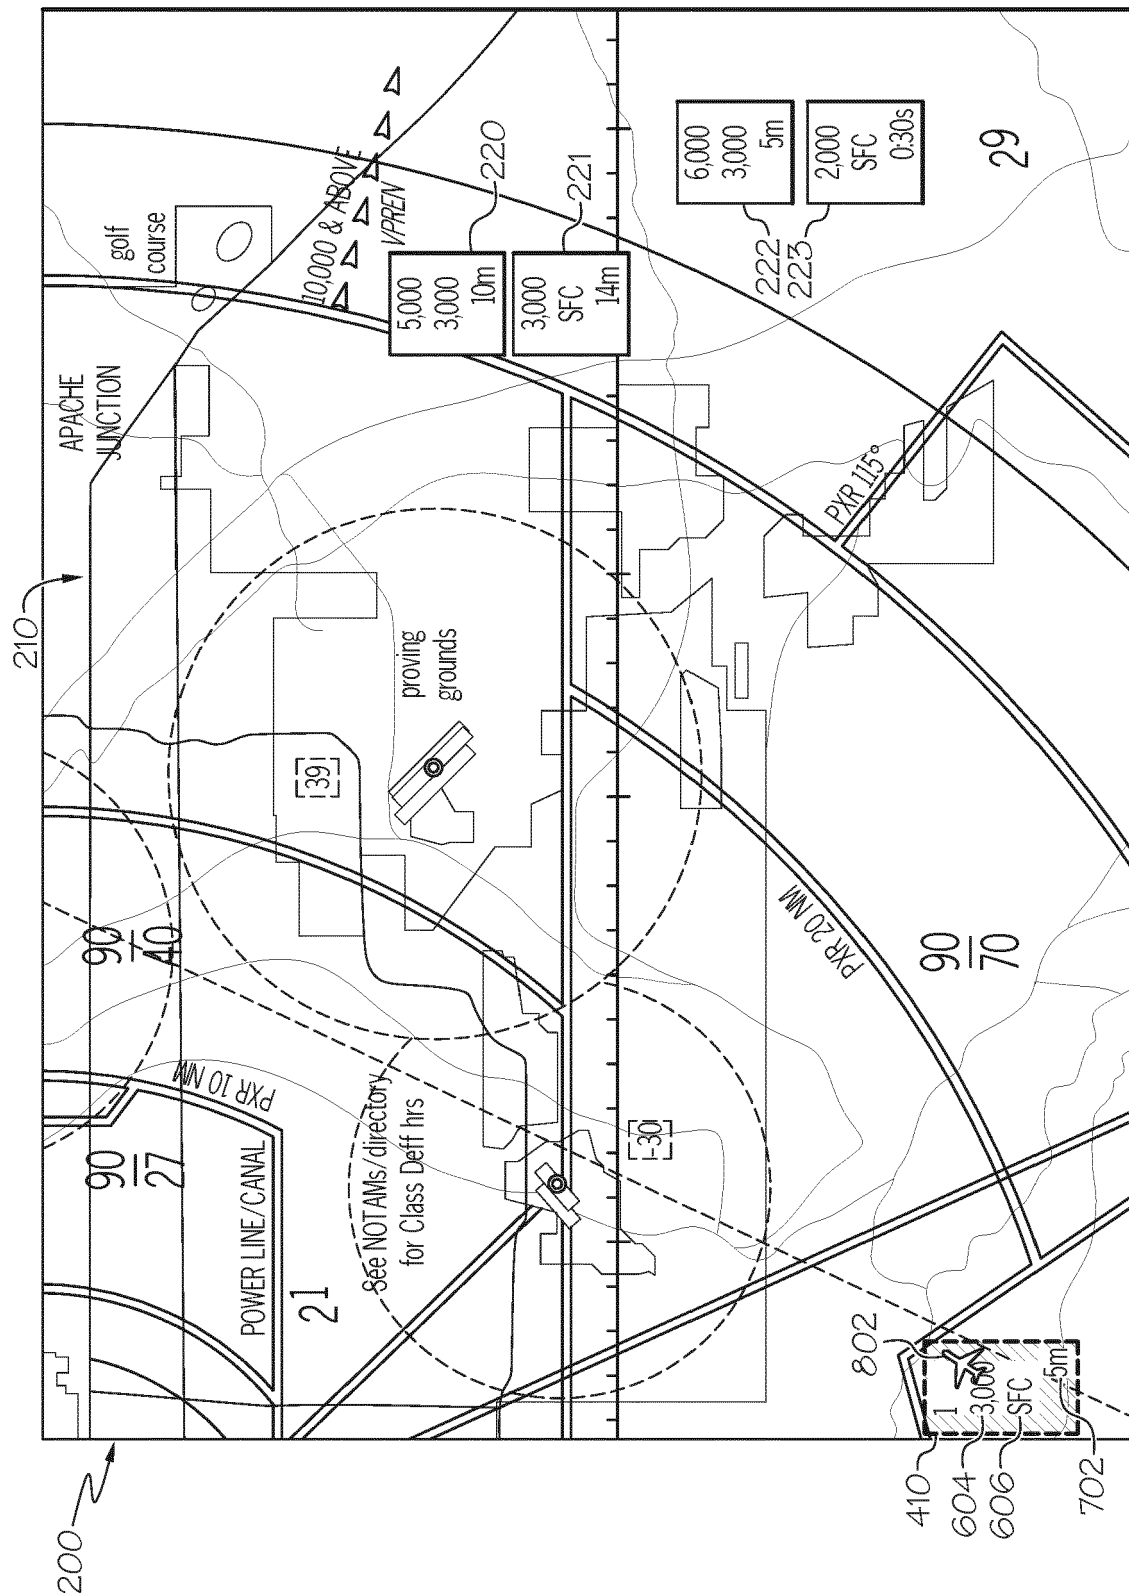 200
210
APACHE
JUNCTION
90
40
90
27
golf
course
PXR 10 NM
POWER LINE/CANAL
21
10,000 & ABOVE
VPREN
[39]
See NOTAMs/directory
for Class Deff hrs
proving
grounds
5,000
3,000
10m
220
3,000
SFC
14m
221
[-30]
6,000
3,000
5m
222
2,000
SFC
0:30s
223
PXR 20 NM
PXR 115°
90
70
29
802
410
1
604
3,000
606
SFC
5m
702